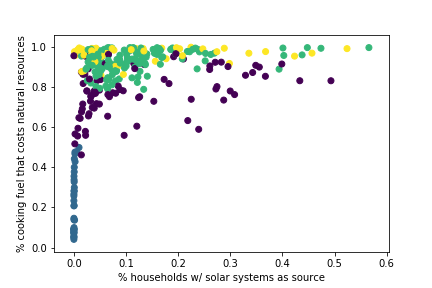 % cooking fuel that costs natural resources
1.0
0.8
0.6
0.4
0.2
0.0
0.0 0.1 0.2 0.3 0.4 0.5 0.6
% households w/ solar systems as source